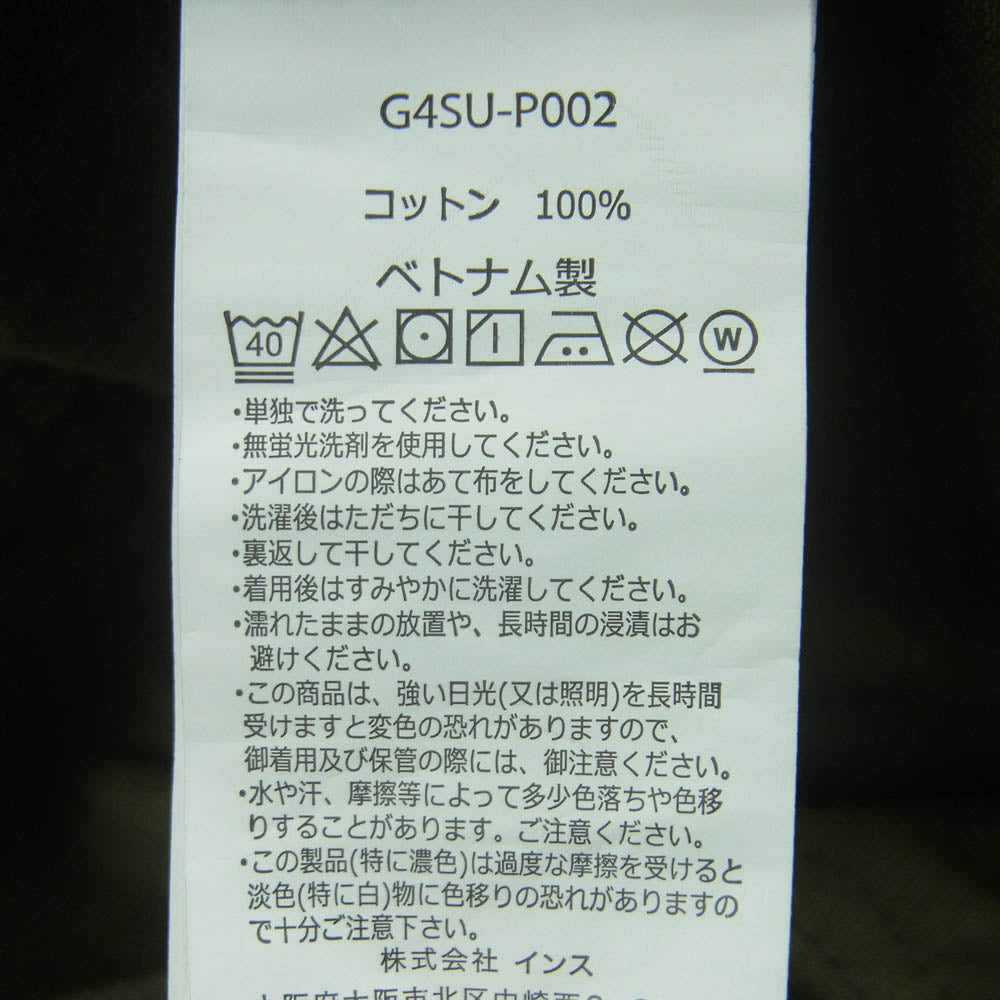 G4SU-P002
コットン 100%
ベトナム製
40 W
・単独で洗ってください。
・無蛍光洗剤を使用してください。
・アイロンの際はあて布をしてください。
・洗濯後はただちに干してください。
・裏返して干してください。
・着用後はすみやかに洗濯してください。
・濡れたままの放置や、長時間の浸漬はお
避けください。
・この商品は、強い日光(又は照明)を長時間
受けますと変色の恐れがありますので、
御着用及び保管の際には、御注意ください。
・水や汗、摩擦等によって多少色落ちや色移
りすることがあります。ご注意ください。
・この製品(特に濃色)は過度な摩擦を受けると
淡色(特に白)物に色移りの恐れがありますの
で十分ご注意下さい。
株式会社 インス
大阪府大阪市北区中崎西